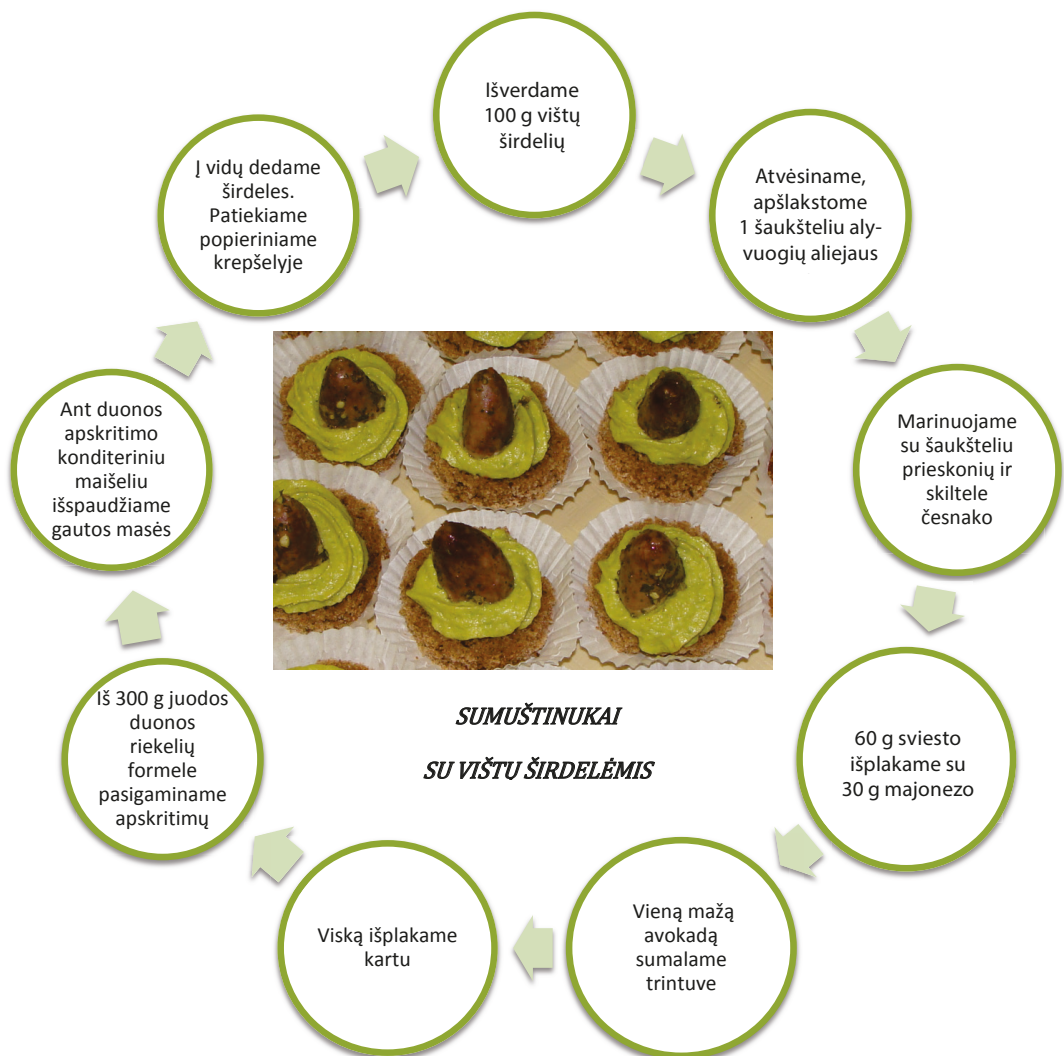 Išverdame
100 g vištų
širdelių
Atvėsiname,
apšlakstome
1 šaukšteliu aly-
vuogių aliejaus
Marinuojame
su šaukšteliu
prieskonių ir
skiltele
česnako
60 g sviesto
išplakame su
30 g majonezo
Vieną mažą
avokadą
sumalame
trintuve
Viską išplakame
kartu
Iš 300 g juodos
duonos
riekelių
formele
pasigaminame
apskritimų
Ant duonos
apskritimo
konditeriniu
maišeliu
išspaudžiame
gautos masės
Į vidų dedame
širdeles.
Patiekiame
popieriniame
krepšelyje
SUMUŠTINUKAI
SU VIŠTŲ ŠIRDELĖMIS